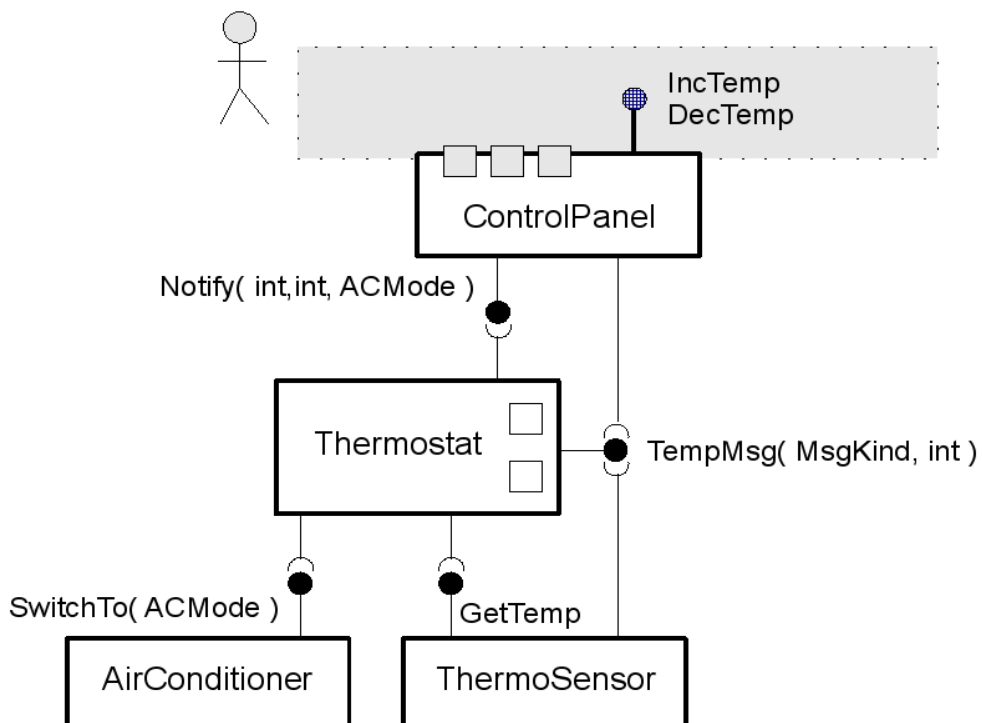 IncTemp
DecTemp
ControlPanel
Notify( int,int, ACMode )
Thermostat
TempMsg( MsgKind, int )
SwitchTo( ACMode )
GetTemp
AirConditioner
ThermoSensor